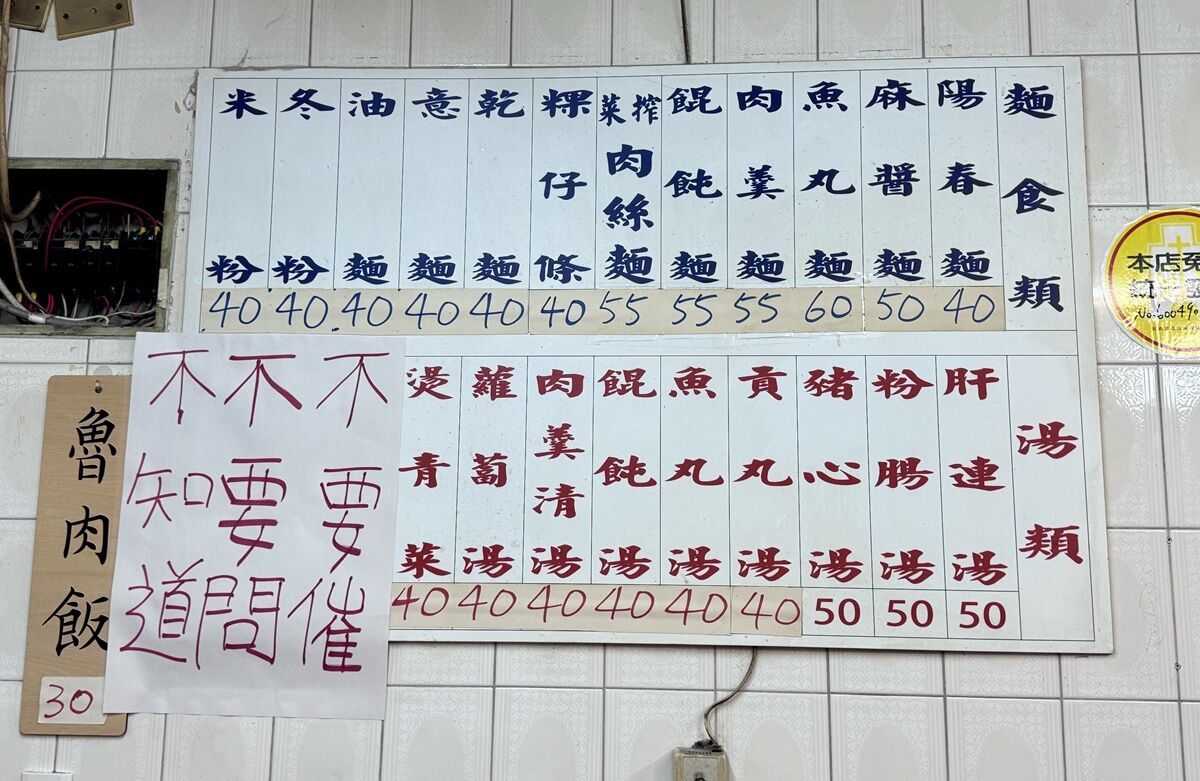 麵食類
陽春麵 40
麻醬麵 50
魚丸麵 60
肉羹麵 55
餛飩麵 55
榨菜肉絲麵 55
粿仔條 40
乾麵 40
意麵 40
油麵 40
冬粉 40
米粉 40
湯類
肝連湯 50
粉腸湯 50
豬心湯 50
貢丸湯 40
魚丸湯 40
餛飩湯 40
肉羹清湯 40
蘿蔔湯 40
燙青菜 40
不要催
不要問
不知道
魯肉飯
30
本店免